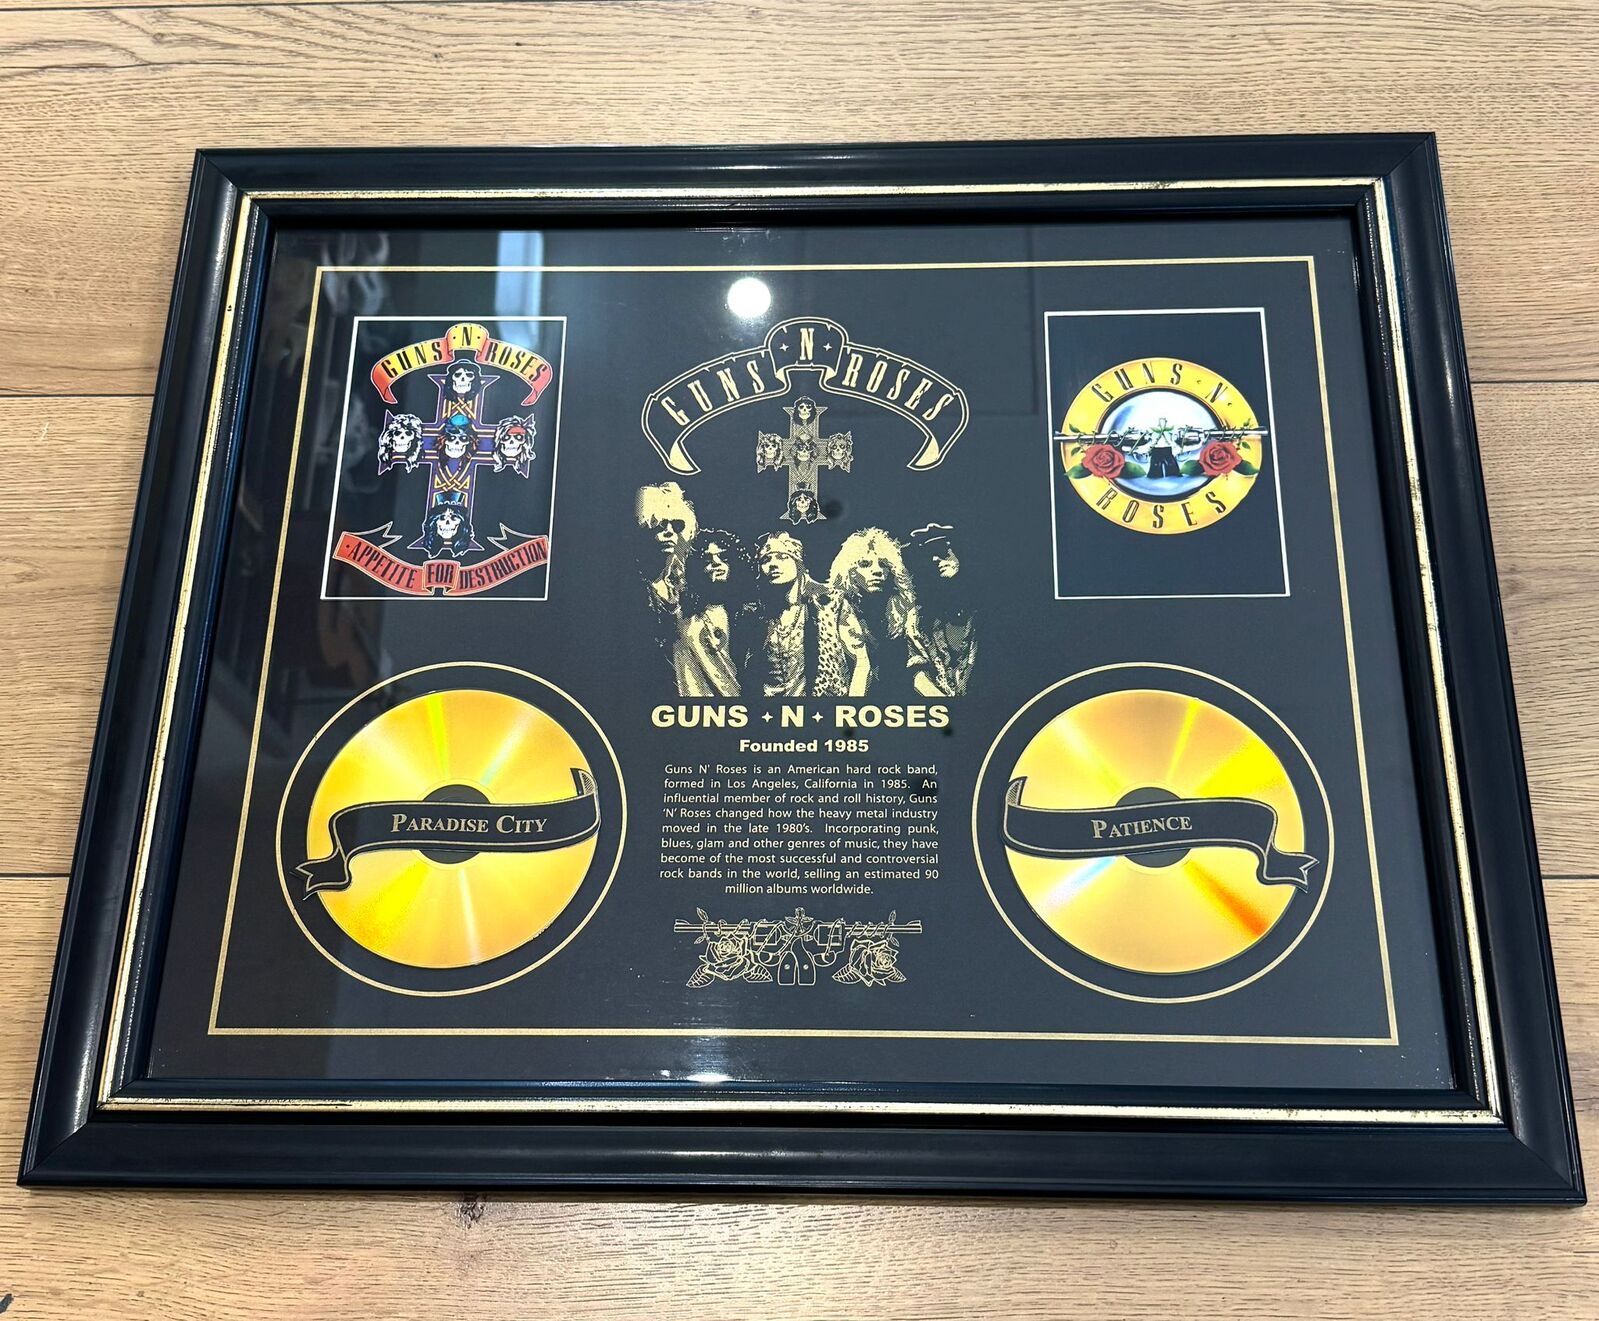 GUNS N ROSES
APPETITE FOR DESTRUCTION
GUNS N ROSES
GUNS N
ROSES
GUNS N ROSES
Founded 1985
Guns N' Roses is an American hard rock band,
formed in Los Angeles, California in 1985. An
influential member of rock and roll history, Guns
'N' Roses changed how the heavy metal industry
moved in the late 1980's. Incorporating punk,
blues, glam and other genres of music, they have
become of the most successful and controversial
rock bands in the world, selling an estimated 90
million albums worldwide.
PARADISE CITY
PATIENCE